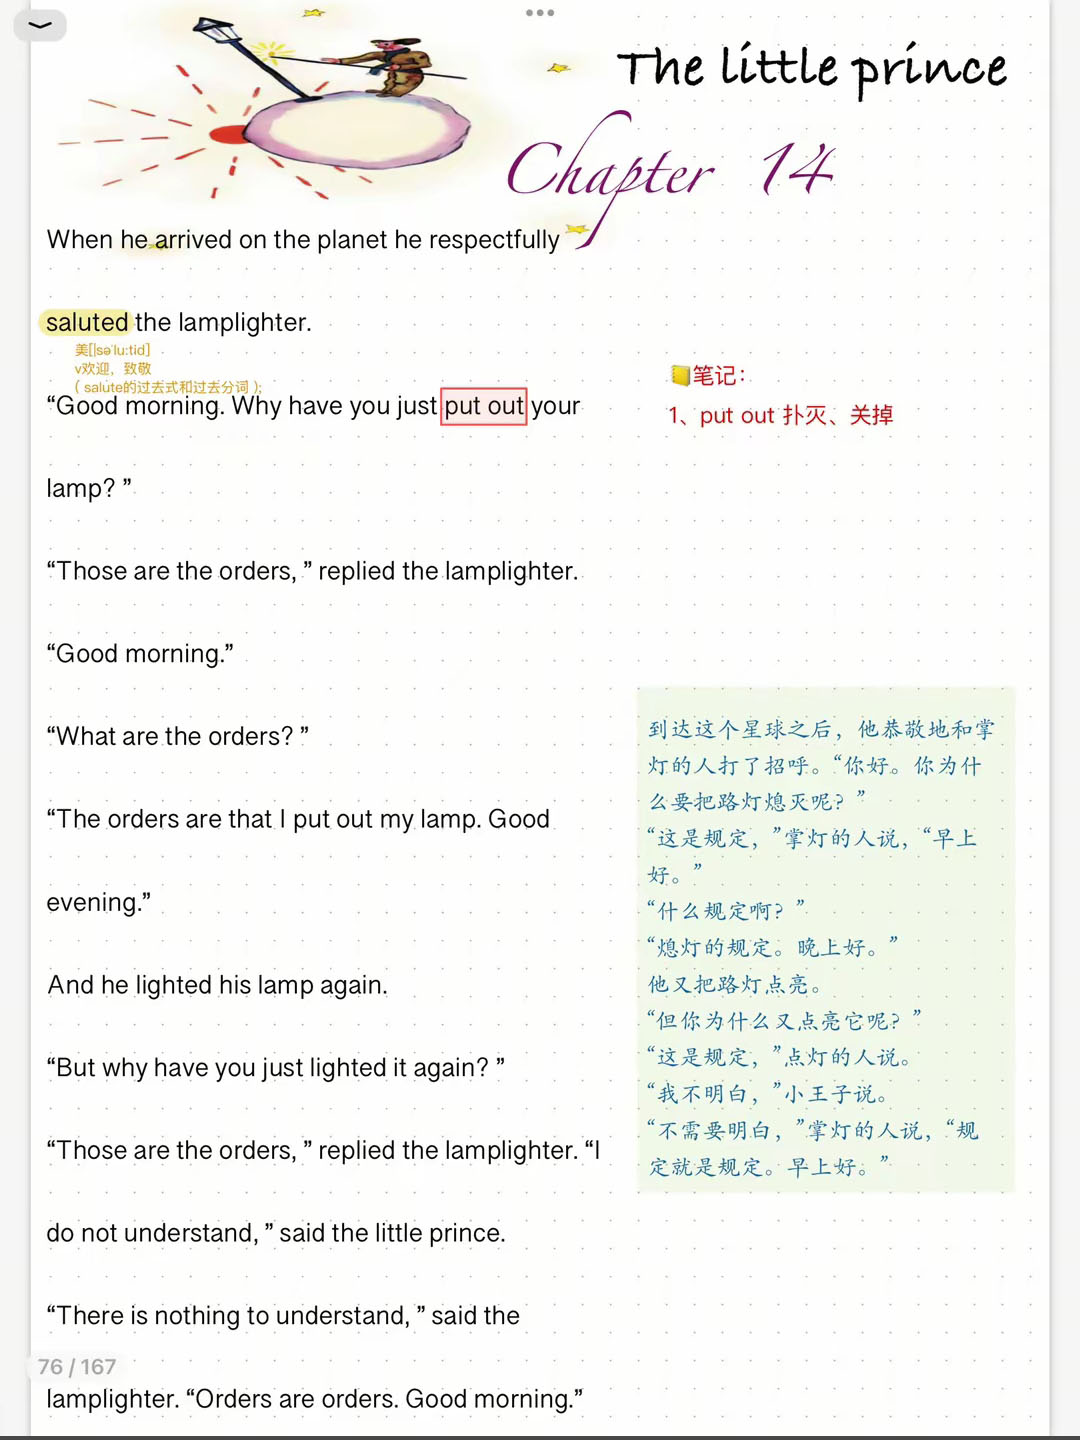 The little prince
Chapter 14
When he arrived on the planet he respectfully
saluted the lamplighter.
美[|səˈlu:tid]
v欢迎，致敬
( salute的过去式和过去分词 );
“Good morning. Why have you just put out your
lamp? ”
“Those are the orders, ” replied the lamplighter.
“Good morning.”
“What are the orders? ”
“The orders are that I put out my lamp. Good
evening.”
And he lighted his lamp again.
“But why have you just lighted it again? ”
“Those are the orders, ” replied the lamplighter. “I
do not understand, ” said the little prince.
“There is nothing to understand, ” said the
lamplighter. “Orders are orders. Good morning.”
笔记：
1、put out 扑灭、关掉
到达这个星球之后，他恭敬地和掌
灯的人打了招呼。“你好。你为什
么要把路灯熄灭呢？”
“这是规定，”掌灯的人说，“早上
好。”
“什么规定啊？”
“熄灯的规定。晚上好。”
他又把路灯点亮。
“但你为什么又点亮它呢？”
“这是规定，”点灯的人说。
“我不明白，”小王子说。
“不需要明白，”掌灯的人说，“规
定就是规定。早上好。”
76 / 167